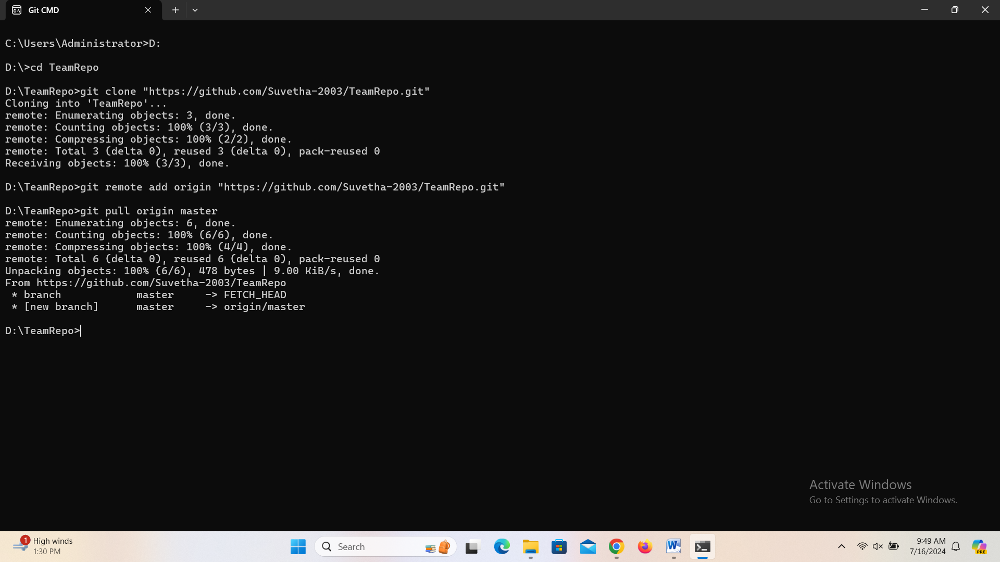 Git CMD
C:\Users\Administrator>D:
D:\>cd TeamRepo
D:\TeamRepo>git clone "https://github.com/Suvetha-2003/TeamRepo.git"
Cloning into 'TeamRepo'...
remote: Enumerating objects: 3, done.
remote: Counting objects: 100% (3/3), done.
remote: Compressing objects: 100% (2/2), done.
remote: Total 3 (delta 0), reused 3 (delta 0), pack-reused 0
Receiving objects: 100% (3/3), done.
D:\TeamRepo>git remote add origin "https://github.com/Suvetha-2003/TeamRepo.git"
D:\TeamRepo>git pull origin master
remote: Enumerating objects: 6, done.
remote: Counting objects: 100% (6/6), done.
remote: Compressing objects: 100% (4/4), done.
remote: Total 6 (delta 0), reused 6 (delta 0), pack-reused 0
Unpacking objects: 100% (6/6), 478 bytes | 9.00 KiB/s, done.
From https://github.com/Suvetha-2003/TeamRepo
 * branch            master     -> FETCH_HEAD
 * [new branch]      master     -> origin/master
D:\TeamRepo>
Activate Windows
Go to Settings to activate Windows.
1
High winds
1:30 PM
Search
9:49 AM
7/16/2024
PRE